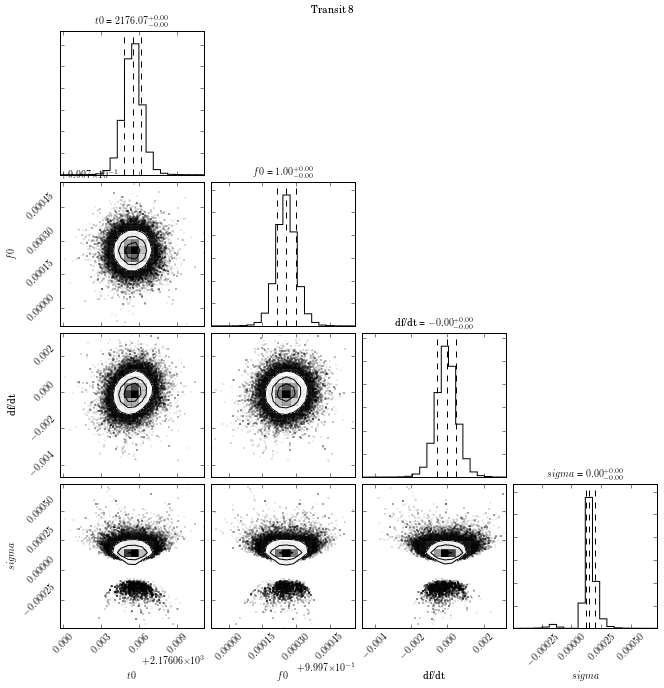 Transit 8
t0 = 2176.07 +0.00 −0.00
f0 = 1.00 +0.00 −0.00
0.00045
0.00030
0.00015
0.00000
f0
df/dt = −0.00 +0.00 −0.00
0.002
0.000
−0.002
−0.004
df/dt
sigma = 0.00 +0.00 −0.00
0.00050
0.00025
0.00000
−0.00025
sigma
0.000 0.003 0.006 0.009
+2.17606×10³
t0
0.00000 0.00015 0.00030 0.00045
+9.997×10⁻¹
f0
−0.004 −0.002 0.000 0.002
df/dt
−0.00025 0.00000 0.00025 0.00050
sigma